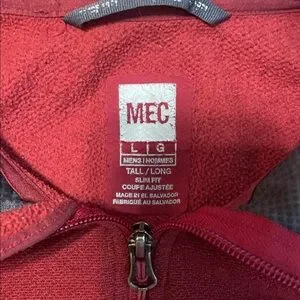 MEC
L G
MENS | HOMMES
TALL / LONG
SLIM FIT
COUPE AJUSTÉE
MADE IN EL SALVADOR
FABRIQUÉ AU SALVADOR